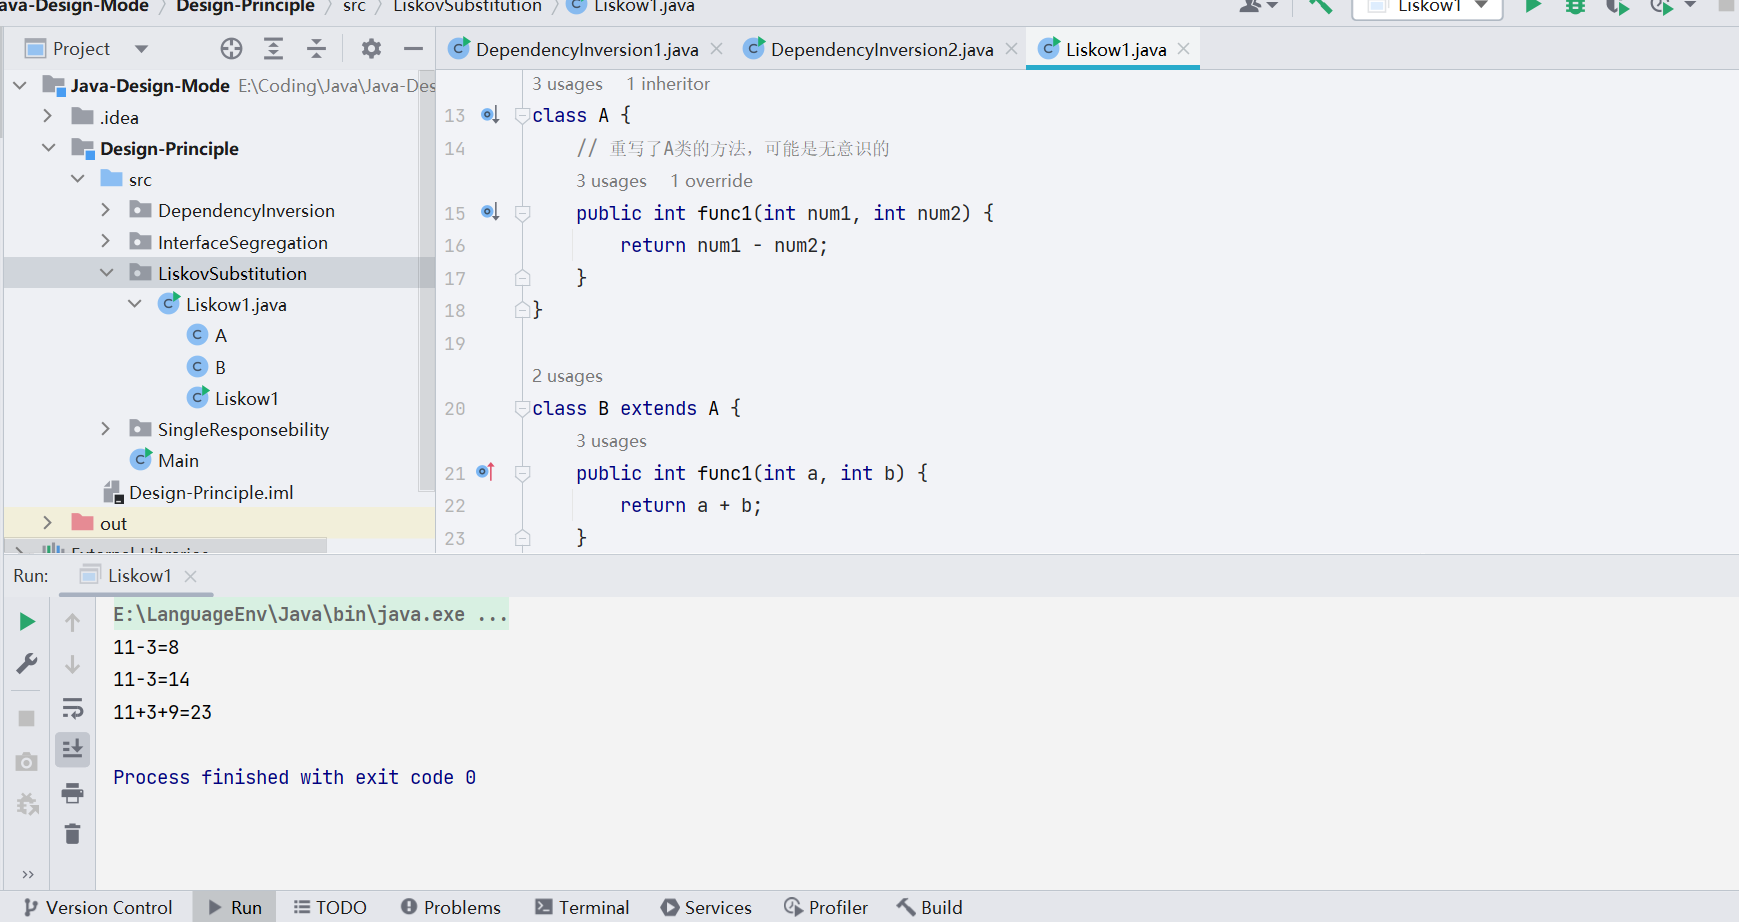 ava-Design-Mode Design-Principle src LiskovSubstitution Liskow1.java
Liskow1
Project
DependencyInversion1.java DependencyInversion2.java Liskow1.java
Java-Design-Mode E:\Coding\Java\Java-Des
.idea
Design-Principle
src
DependencyInversion
InterfaceSegregation
LiskovSubstitution
Liskow1.java
A
B
Liskow1
SingleResponsebility
Main
Design-Principle.iml
out
External Libraries
3 usages 1 inheritor
13 class A {
14 // 重写了A类的方法，可能是无意识的
3 usages 1 override
15 public int func1(int num1, int num2) {
16 return num1 - num2;
17 }
18 }
19
2 usages
20 class B extends A {
3 usages
21 public int func1(int a, int b) {
22 return a + b;
23 }
Run: Liskow1
E:\LanguageEnv\Java\bin\java.exe ...
11-3=8
11-3=14
11+3+9=23
Process finished with exit code 0
Version Control Run TODO Problems Terminal Services Profiler Build